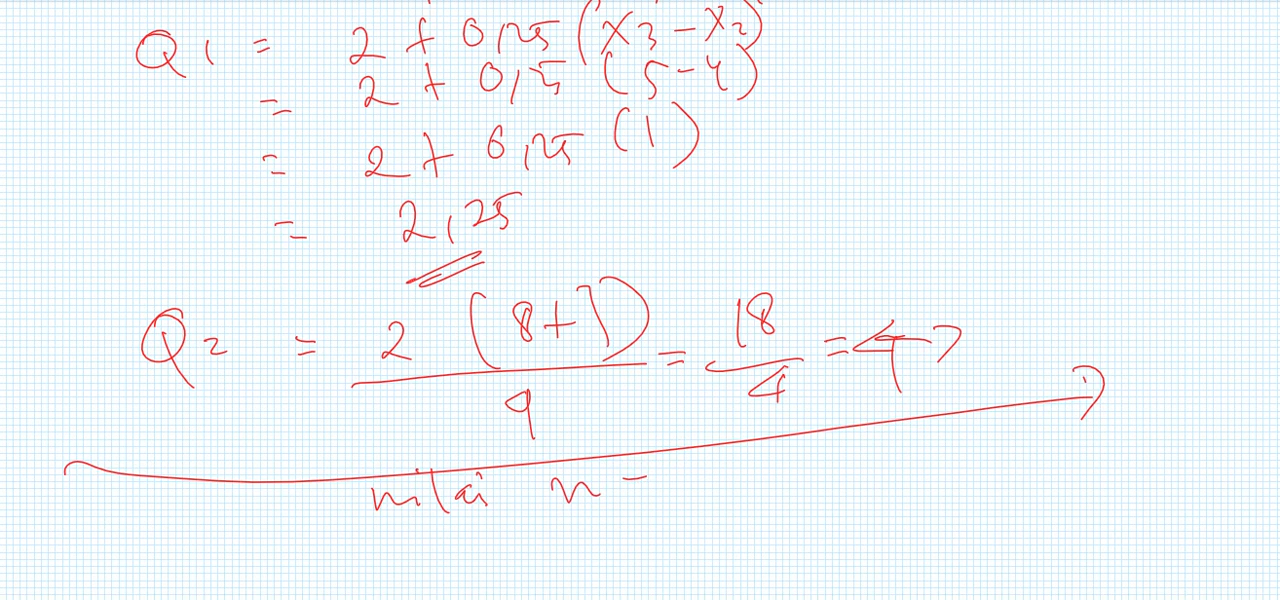 Q1 = 2 + 0,25 (X3 - X2)
= 2 + 0,25 (5 - 4)
= 2 + 0,25 (1)
= 2,25
Q2 = 2 (8+1) / 4 = 18 / 4 = 4
nilai n -